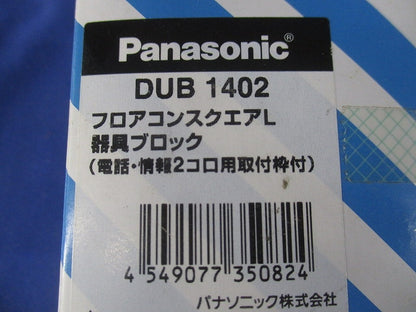 Panasonic
DUB 1402
フロアコンスクエアL
器具ブロック
(電話・情報2コロ用取付枠付)
4 549077 350824
パナソニック株式会社